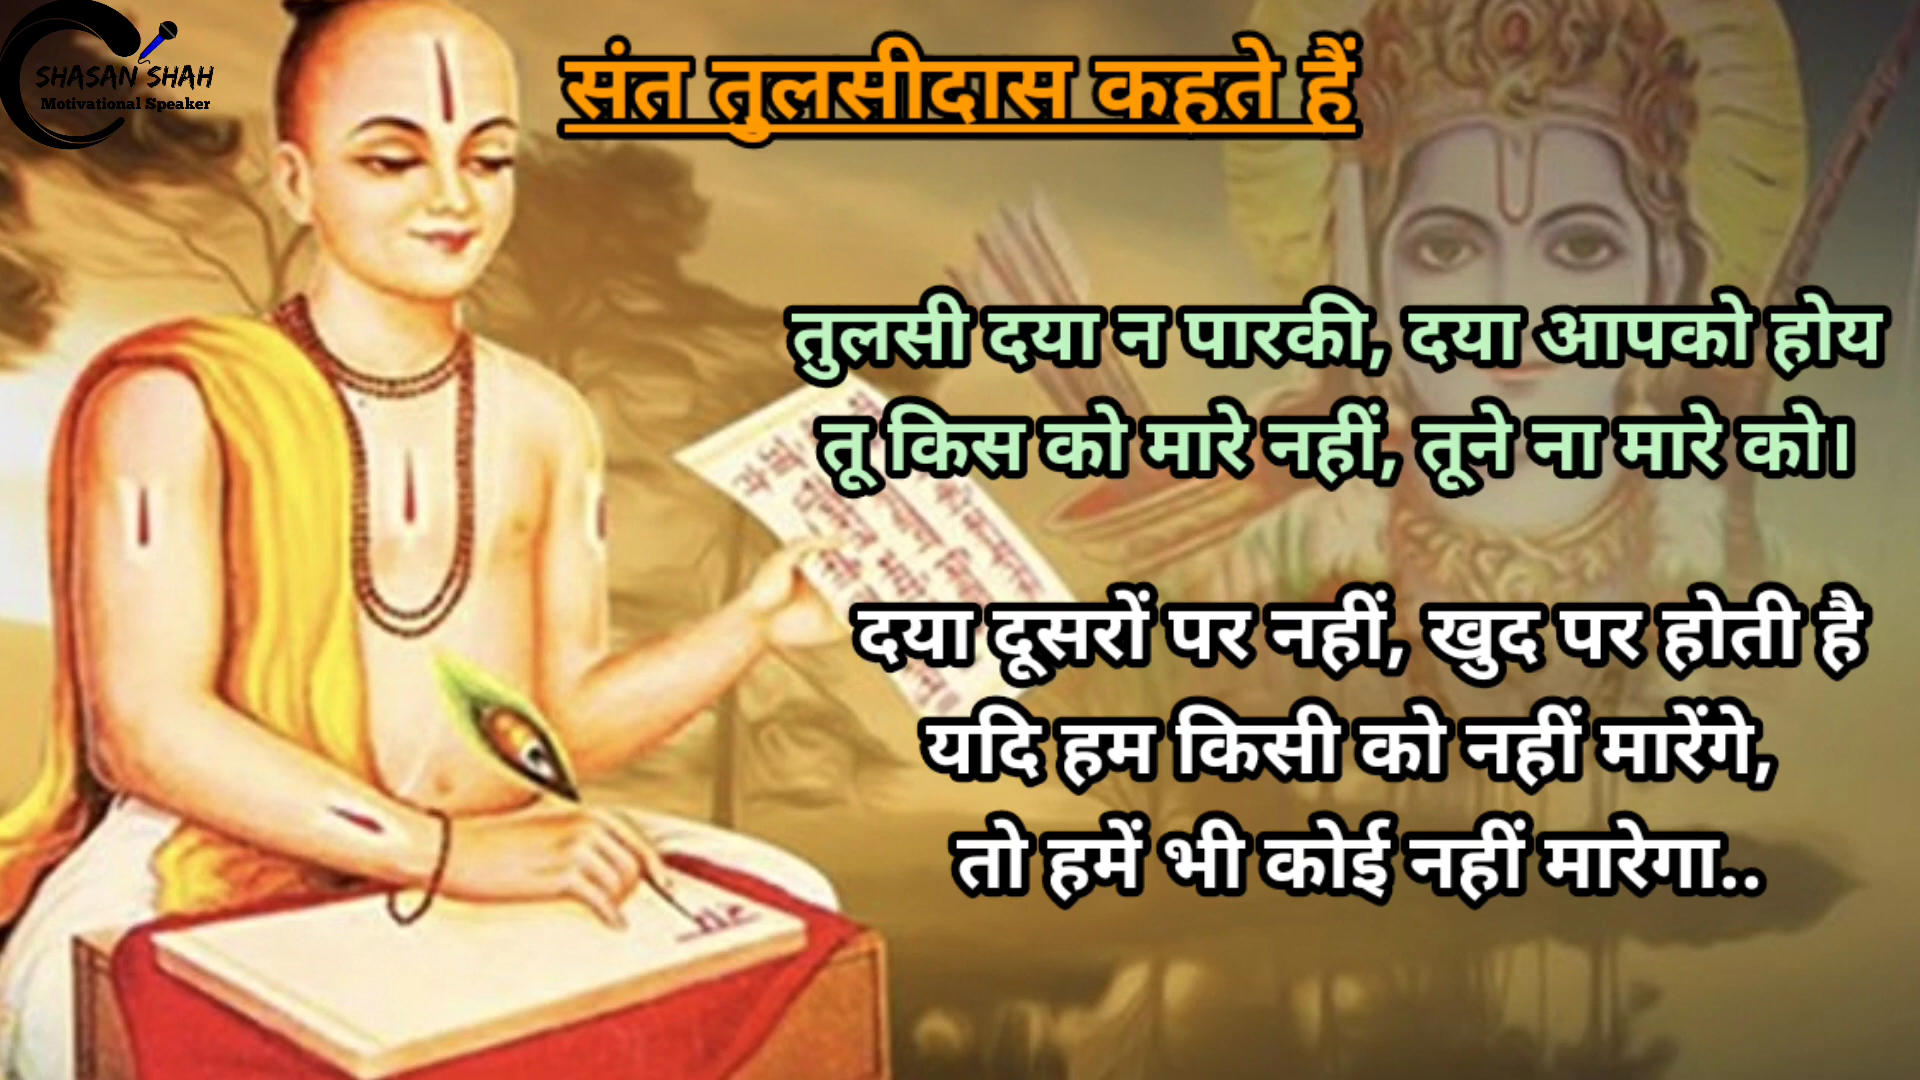 SHASAN SHAH
Motivational Speaker
संत तुलसीदास कहते हैं
तुलसी दया न पारकी, दया आपको होय
तू किस को मारे नहीं, तूने ना मारे को।
दया दूसरों पर नहीं, खुद पर होती है
यदि हम किसी को नहीं मारेंगे,
तो हमें भी कोई नहीं मारेगा..